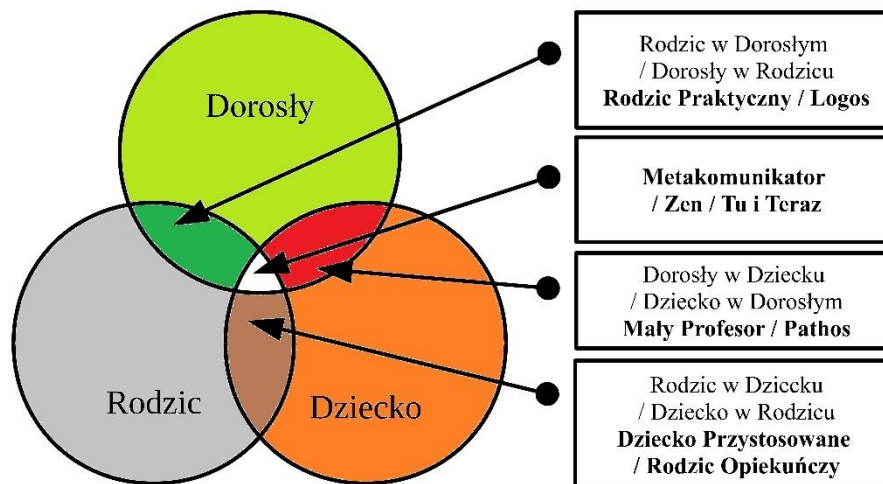 Dorosły
Rodzic
Dziecko
Rodzic w Dorosłym
/ Dorosły w Rodzicu
Rodzic Praktyczny / Logos
Metakomunikator
/ Zen / Tu i Teraz
Dorosły w Dziecku
/ Dziecko w Dorosłym
Mały Profesor / Pathos
Rodzic w Dziecku
/ Dziecko w Rodzicu
Dziecko Przystosowane
/ Rodzic Opiekuńczy